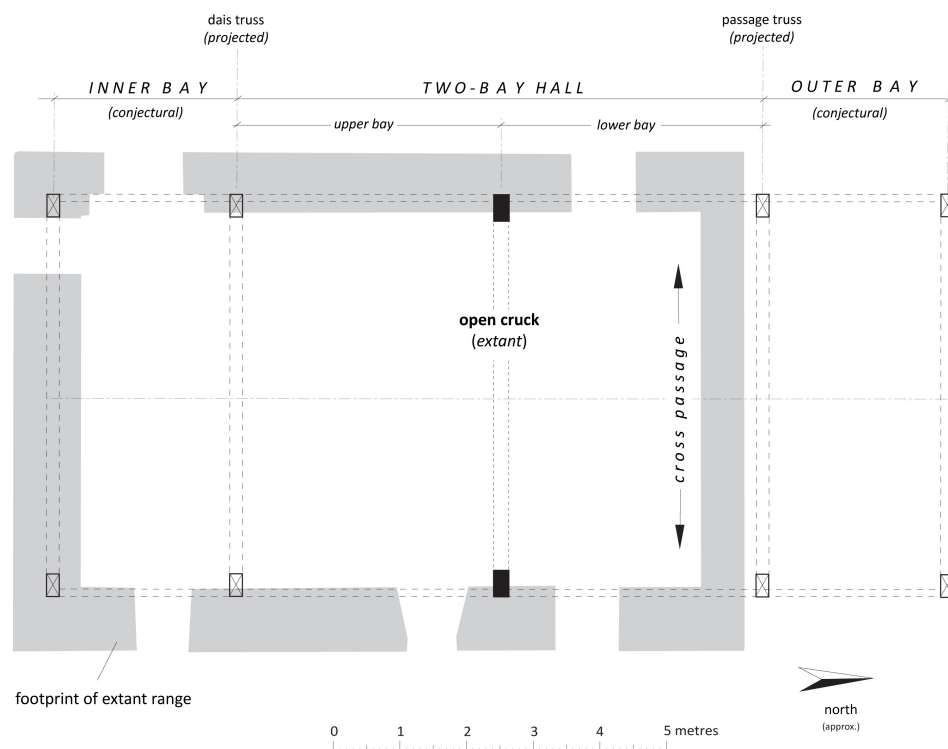 dais truss
(projected)
passage truss
(projected)
INNER BAY
(conjectural)
TWO-BAY HALL
OUTER BAY
(conjectural)
upper bay
lower bay
open cruck
(extant)
cross passage
footprint of extant range
north
(approx.)
0 1 2 3 4 5 metres